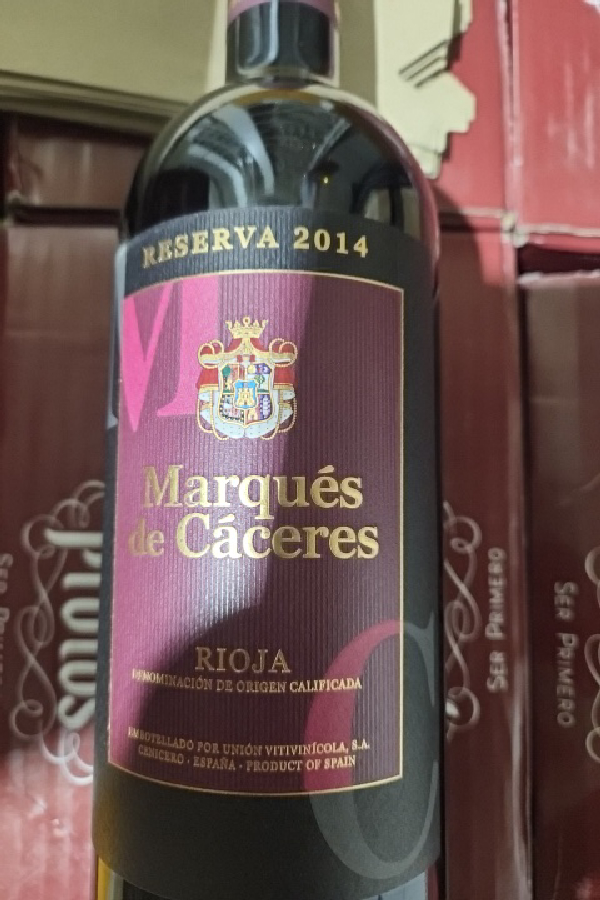 RESERVA 2014
M
Marqués
de Cáceres
RIOJA
DENOMINACIÓN DE ORIGEN CALIFICADA
C
EMBOTELLADO POR UNIÓN VITIVINÍCOLA, S.A.
CENICERO · ESPAÑA · PRODUCT OF SPAIN
Protos
SER PRIMERO
SER PRIMERO